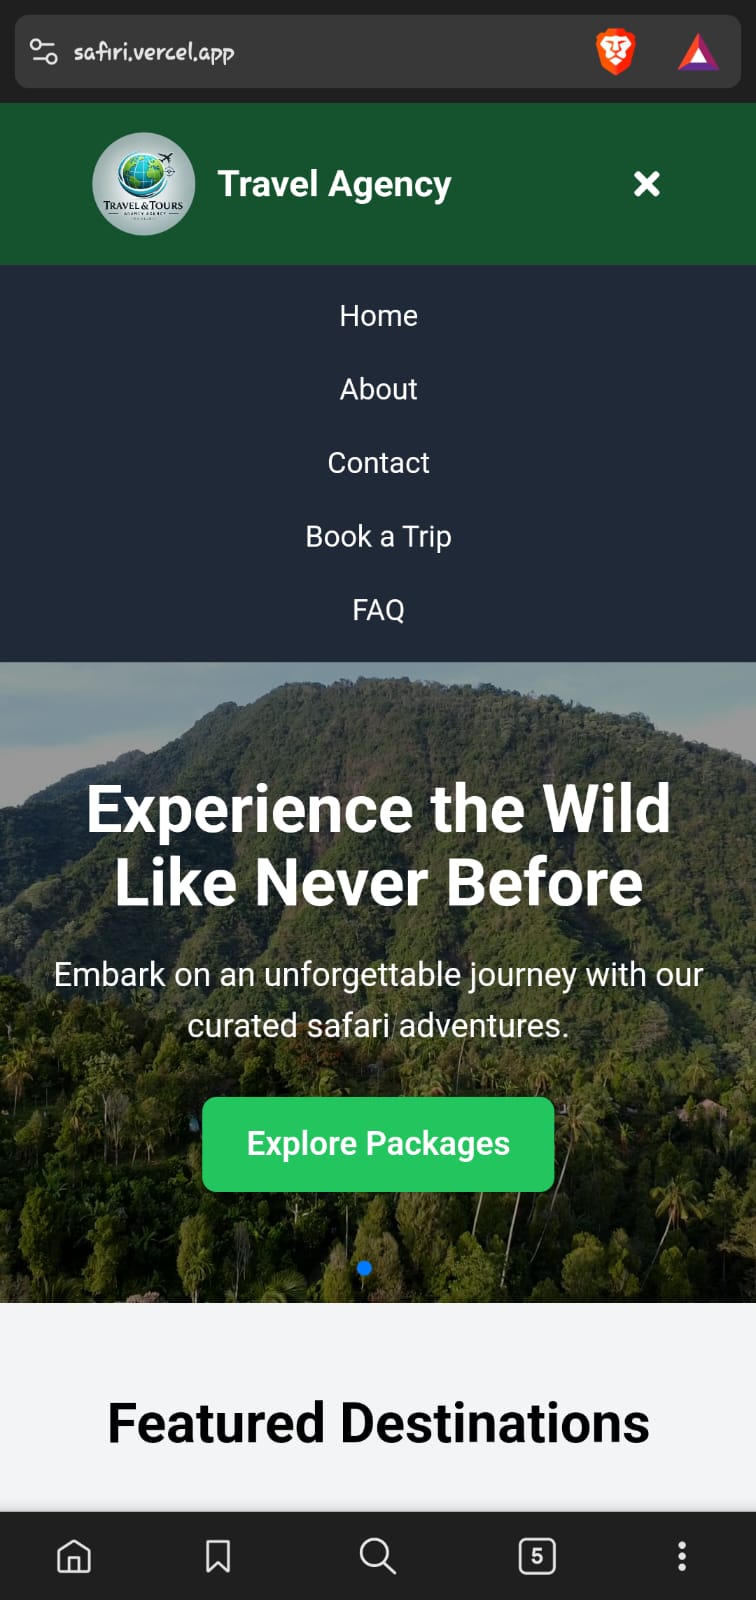 safiri.vercel.app
TRAVEL & TOURS
Travel Agency
Home
About
Contact
Book a Trip
FAQ
Experience the Wild
Like Never Before
Embark on an unforgettable journey with our
curated safari adventures.
Explore Packages
Featured Destinations
5